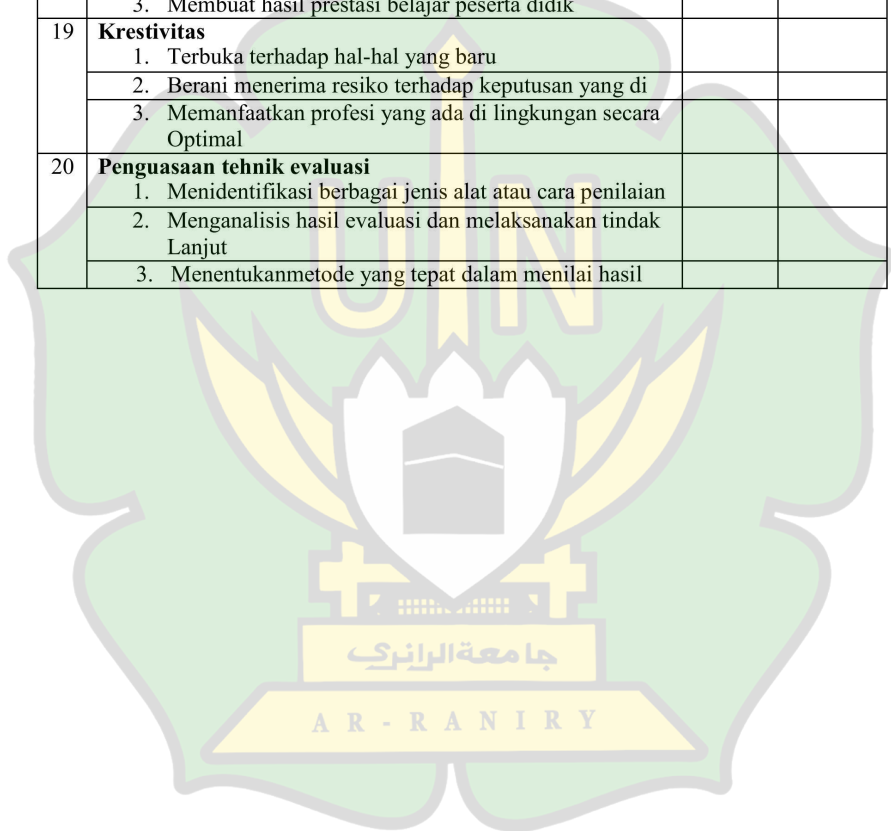 3. Membuat hasil prestasi belajar peserta didik
19 Krestivitas
1. Terbuka terhadap hal-hal yang baru
2. Berani menerima resiko terhadap keputusan yang di
3. Memanfaatkan profesi yang ada di lingkungan secara
Optimal
20 Penguasaan tehnik evaluasi
1. Menidentifikasi berbagai jenis alat atau cara penilaian
2. Menganalisis hasil evaluasi dan melaksanakan tindak
Lanjut
3. Menentukanmetode yang tepat dalam menilai hasil
UIN
جامعة الرانري
AR-RANIRY